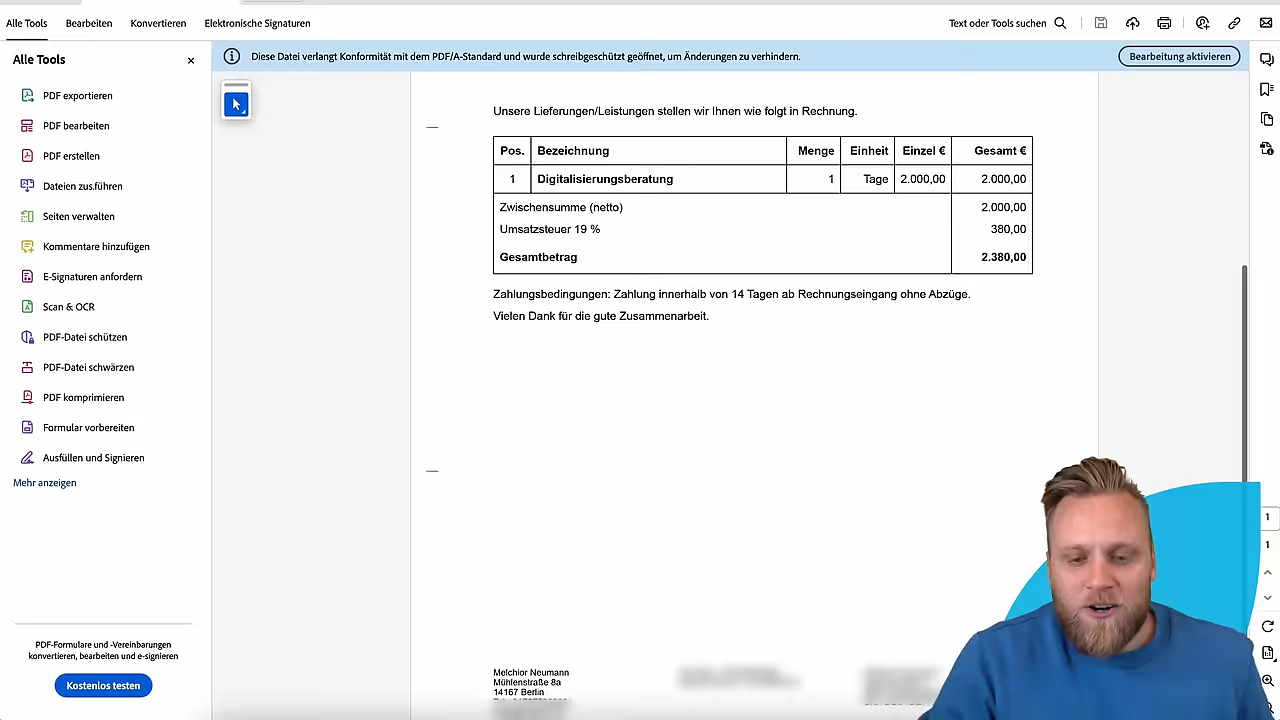 Alle Tools Bearbeiten Konvertieren Elektronische Signaturen Text oder Tools suchen
Alle Tools
Diese Datei verlangt Konformität mit dem PDF/A-Standard und wurde schreibgeschützt geöffnet, um Änderungen zu verhindern. Bearbeitung aktivieren
PDF exportieren
PDF bearbeiten
PDF erstellen
Dateien zus.führen
Seiten verwalten
Kommentare hinzufügen
E-Signaturen anfordern
Scan & OCR
PDF-Datei schützen
PDF-Datei schwärzen
PDF komprimieren
Formular vorbereiten
Ausfüllen und Signieren
Mehr anzeigen
PDF-Formulare und -Vereinbarungen
konvertieren, bearbeiten und e-signieren
Kostenlos testen
Unsere Lieferungen/Leistungen stellen wir Ihnen wie folgt in Rechnung.
Pos. Bezeichnung Menge Einheit Einzel € Gesamt €
1 Digitalisierungsberatung 1 Tage 2.000,00 2.000,00
Zwischensumme (netto) 2.000,00
Umsatzsteuer 19 % 380,00
Gesamtbetrag 2.380,00
Zahlungsbedingungen: Zahlung innerhalb von 14 Tagen ab Rechnungseingang ohne Abzüge.
Vielen Dank für die gute Zusammenarbeit.
Melchior Neumann
Mühlenstraße 8a
14167 Berlin
1
1